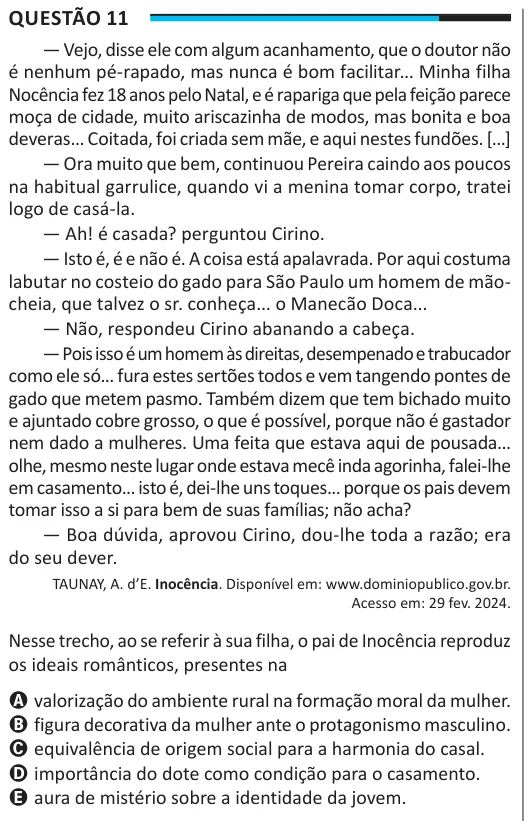 QUESTÃO 11
— Vejo, disse ele com algum acanhamento, que o doutor não
é nenhum pé-rapado, mas nunca é bom facilitar... Minha filha
Nocência fez 18 anos pelo Natal, e é rapariga que pela feição parece
moça de cidade, muito ariscazinha de modos, mas bonita e boa
deveras... Coitada, foi criada sem mãe, e aqui nestes fundões. [...]
— Ora muito que bem, continuou Pereira caindo aos poucos
na habitual garrulice, quando vi a menina tomar corpo, tratei
logo de casá-la.
— Ah! é casada? perguntou Cirino.
— Isto é, é e não é. A coisa está apalavrada. Por aqui costuma
labutar no costeio do gado para São Paulo um homem de mão-
cheia, que talvez o sr. conheça... o Manecão Doca...
— Não, respondeu Cirino abanando a cabeça.
— Pois isso é um homem às direitas, desempenado e trabucador
como ele só... fura estes sertões todos e vem tangendo pontes de
gado que metem pasmo. Também dizem que tem bichado muito
e ajuntado cobre grosso, o que é possível, porque não é gastador
nem dado a mulheres. Uma feita que estava aqui de pousada...
olhe, mesmo neste lugar onde estava mecê inda agorinha, falei-lhe
em casamento... isto é, dei-lhe uns toques... porque os pais devem
tomar isso a si para bem de suas famílias; não acha?
— Boa dúvida, aprovou Cirino, dou-lhe toda a razão; era
do seu dever.
TAUNAY, A. d’E. Inocência. Disponível em: www.dominiopublico.gov.br.
Acesso em: 29 fev. 2024.
Nesse trecho, ao se referir à sua filha, o pai de Inocência reproduz
os ideais românticos, presentes na
A valorização do ambiente rural na formação moral da mulher.
B figura decorativa da mulher ante o protagonismo masculino.
C equivalência de origem social para a harmonia do casal.
D importância do dote como condição para o casamento.
E aura de mistério sobre a identidade da jovem.